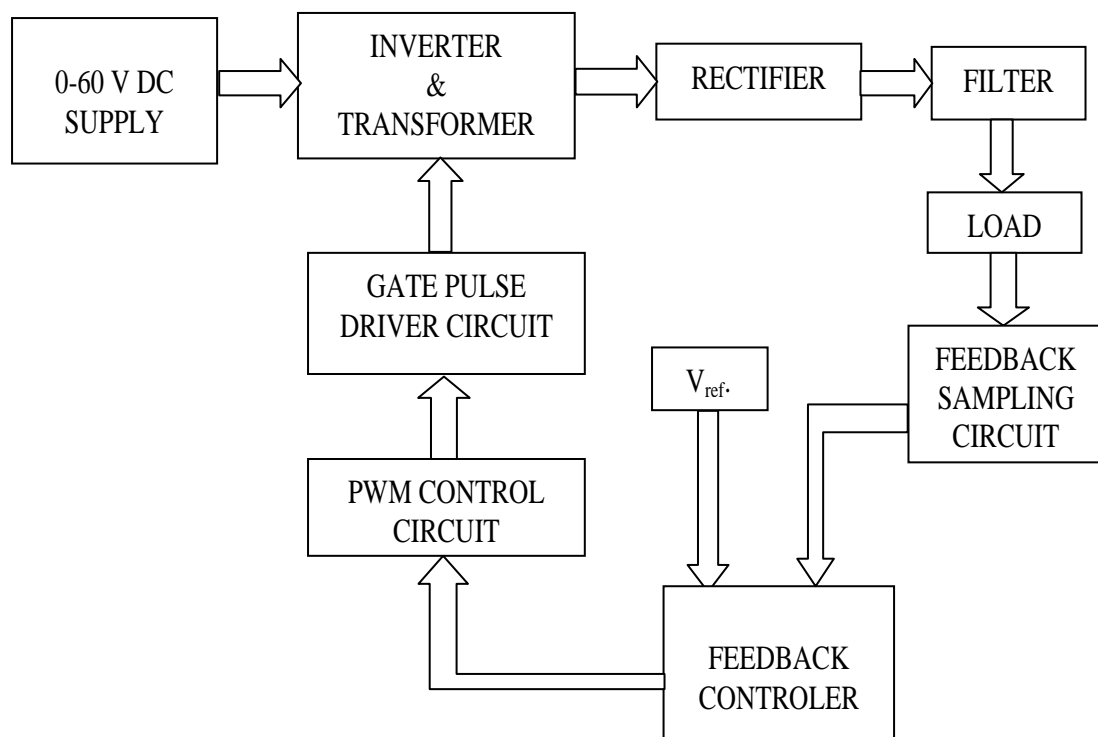 0-60 V DC
SUPPLY
INVERTER
&
TRANSFORMER
RECTIFIER
FILTER
LOAD
GATE PULSE
DRIVER CIRCUIT
V_ref.
FEEDBACK
SAMPLING
CIRCUIT
PWM CONTROL
CIRCUIT
FEEDBACK
CONTROLER